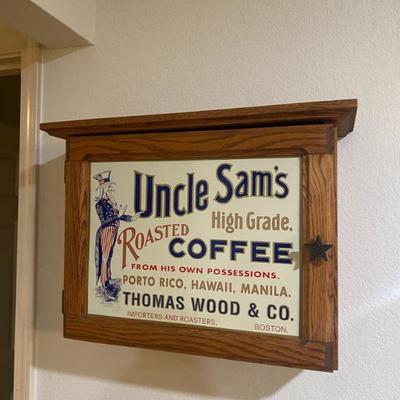 Uncle Sam's
High Grade.
Roasted
COFFEE
FROM HIS OWN POSSESSIONS.
PORTO RICO, HAWAII, MANILA.
THOMAS WOOD & CO.
IMPORTERS AND ROASTERS. BOSTON.